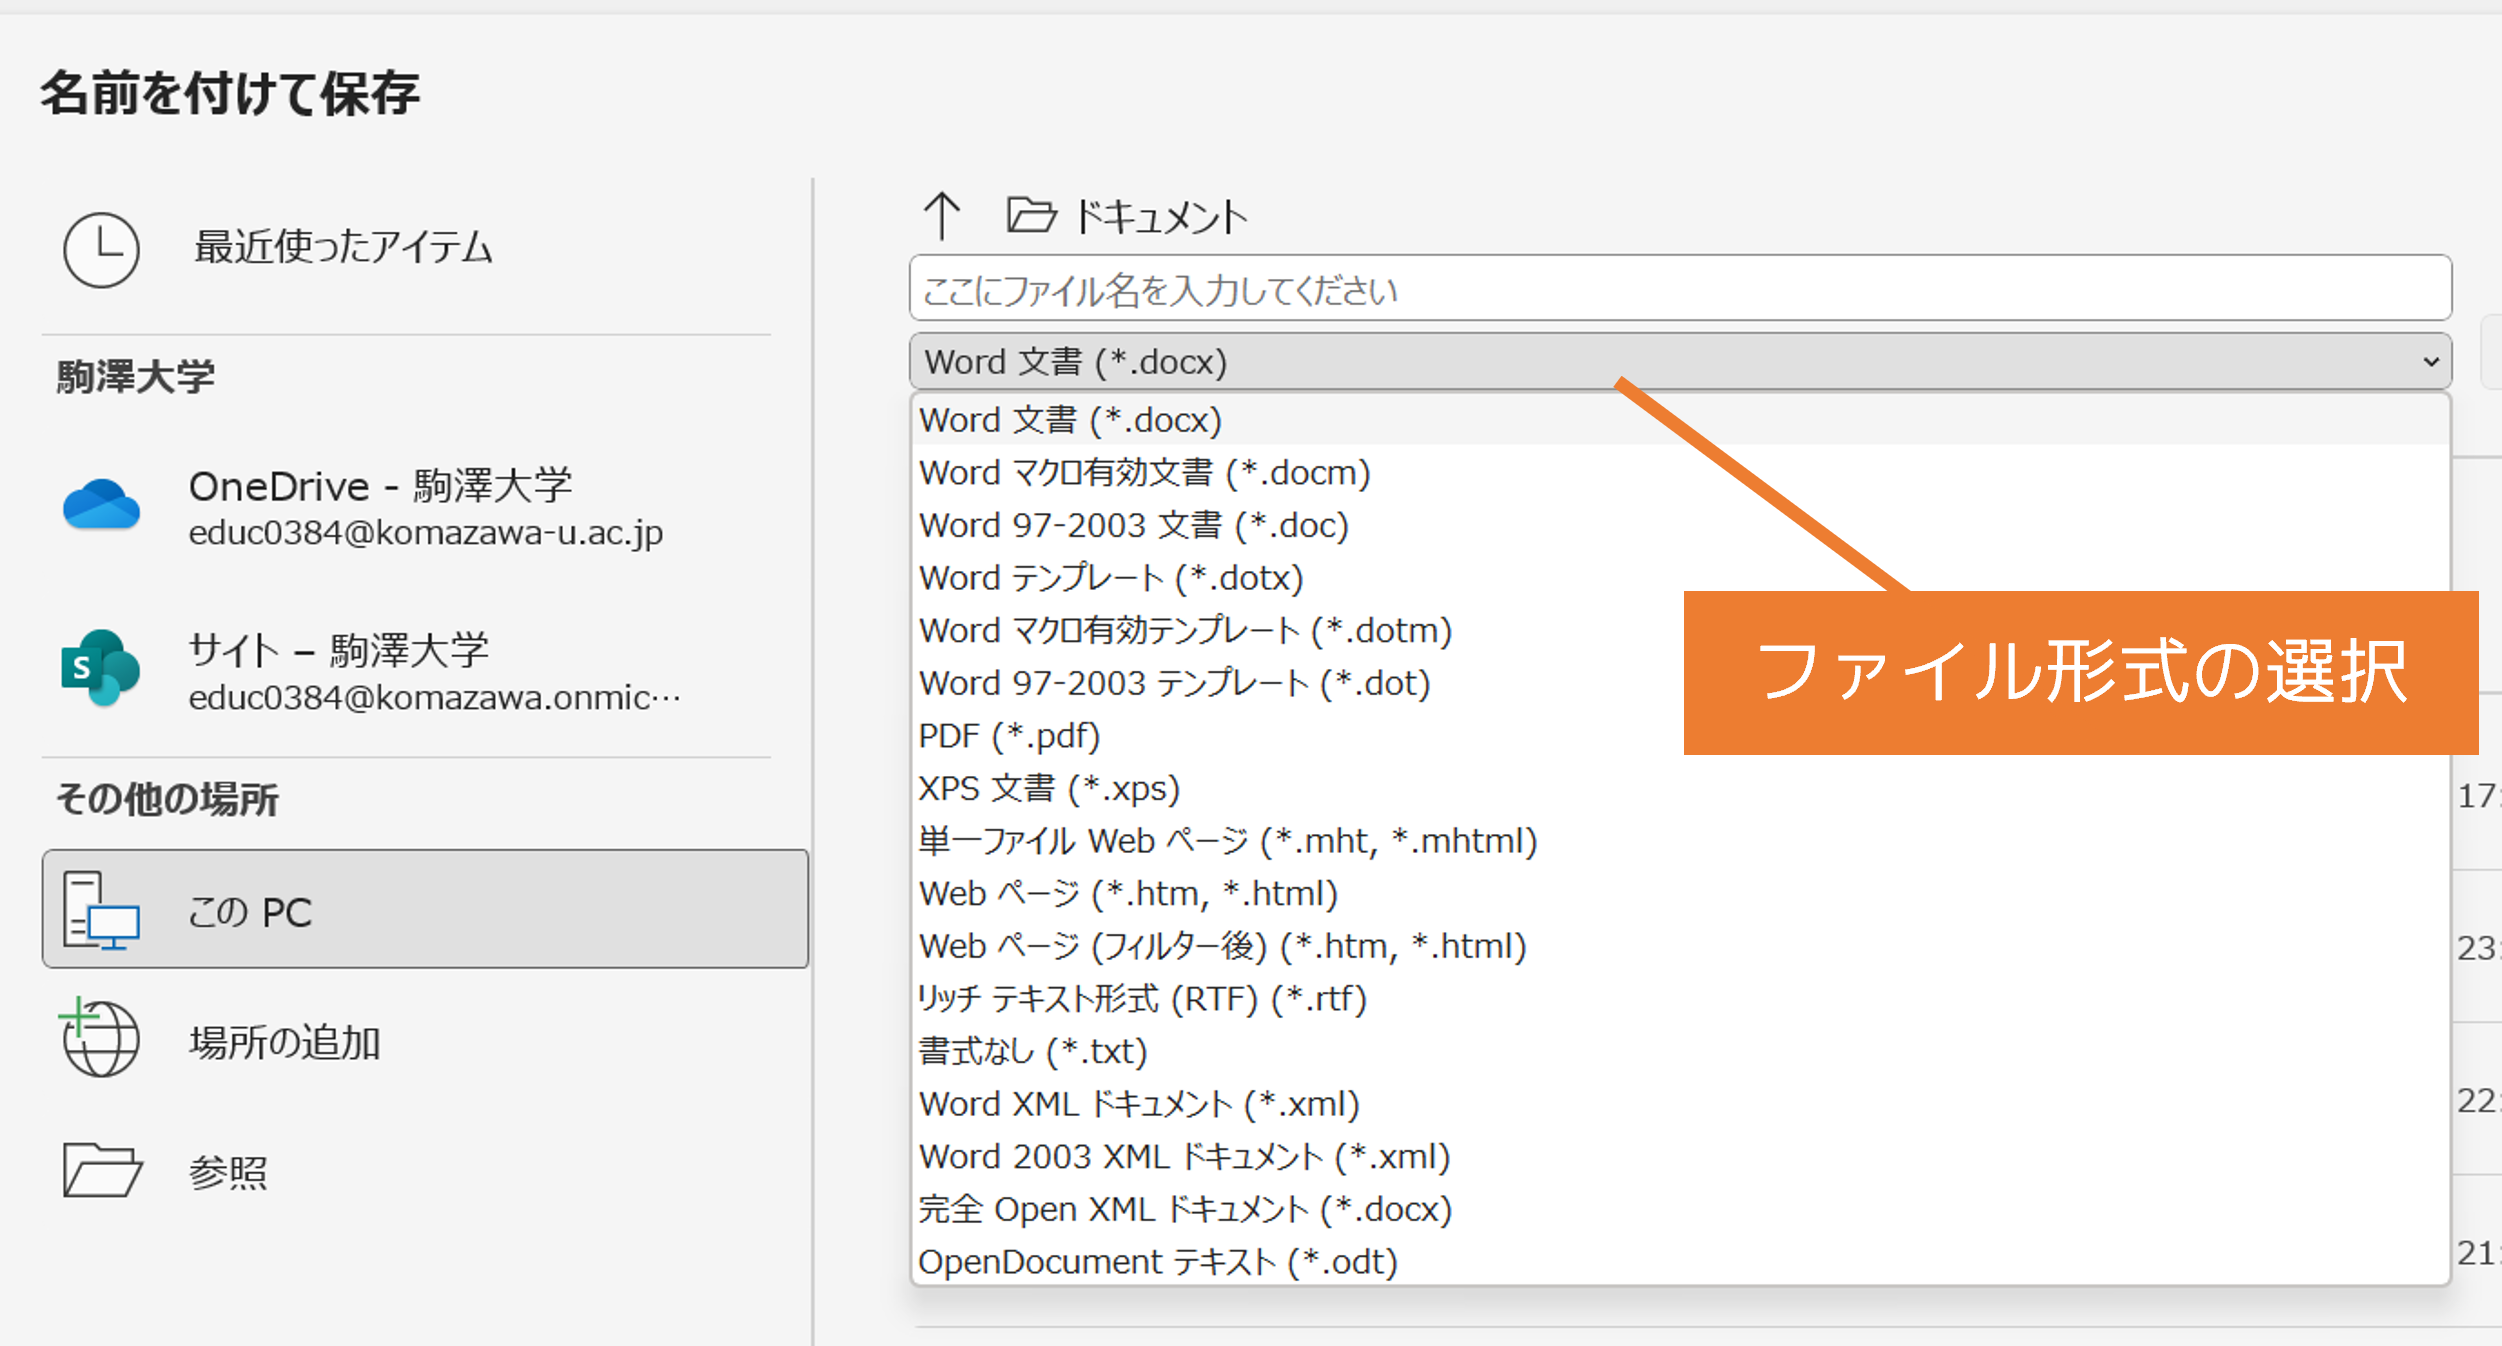 名前を付けて保存
最近使ったアイテム
駒澤大学
OneDrive - 駒澤大学
educ0384@komazawa-u.ac.jp
サイト – 駒澤大学
educ0384@komazawa.onmic…
その他の場所
この PC
場所の追加
参照
ドキュメント
ここにファイル名を入力してください
Word 文書 (*.docx)
Word 文書 (*.docx)
Word マクロ有効文書 (*.docm)
Word 97-2003 文書 (*.doc)
Word テンプレート (*.dotx)
Word マクロ有効テンプレート (*.dotm)
Word 97-2003 テンプレート (*.dot)
PDF (*.pdf)
XPS 文書 (*.xps)
単一ファイル Web ページ (*.mht, *.mhtml)
Web ページ (*.htm, *.html)
Web ページ (フィルター後) (*.htm, *.html)
リッチ テキスト形式 (RTF) (*.rtf)
書式なし (*.txt)
Word XML ドキュメント (*.xml)
Word 2003 XML ドキュメント (*.xml)
完全 Open XML ドキュメント (*.docx)
OpenDocument テキスト (*.odt)
ファイル形式の選択
17:
23:
22:
21: